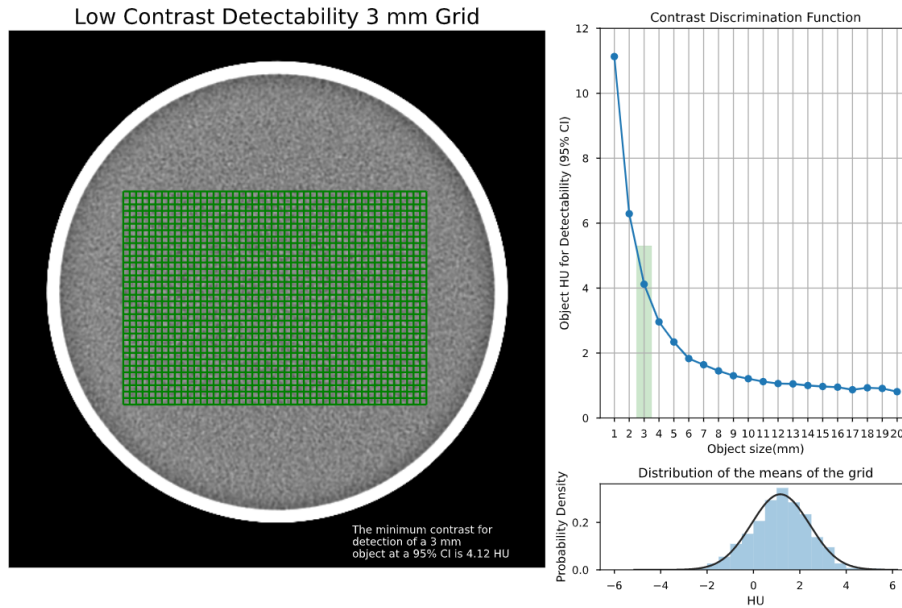 Low Contrast Detectability 3 mm Grid
The minimum contrast for
detection of a 3 mm
object at a 95% CI is 4.12 HU
Contrast Discrimination Function
Object HU for Detectability (95% CI)
12
10
8
6
4
2
0
1 2 3 4 5 6 7 8 9 10 11 12 13 14 15 16 17 18 19 20
Object size(mm)
Distribution of the means of the grid
Probability Density
0.2
0.0
−6 −4 −2 0 2 4 6
HU